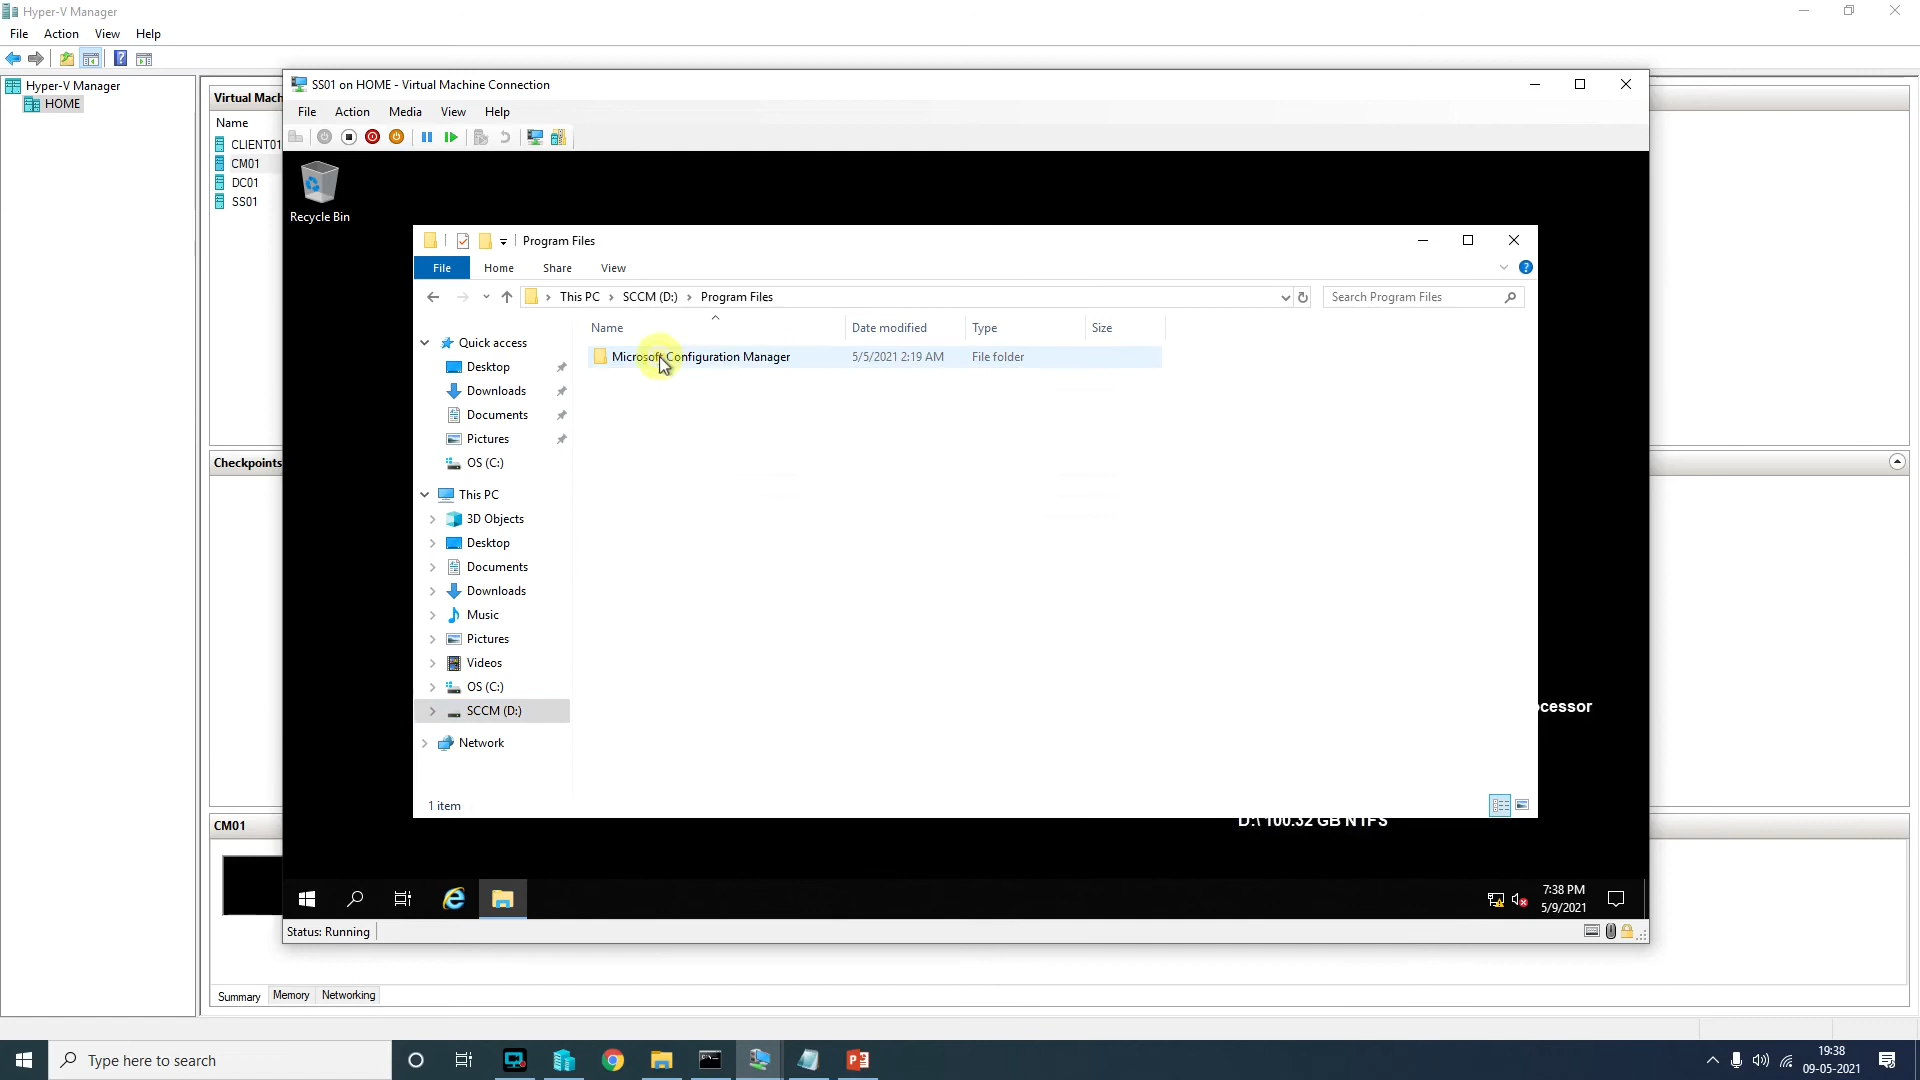 Hyper-V Manager
File Action View Help
Hyper-V Manager
HOME
Virtual Mach
Name
CLIENT01
CM01
DC01
SS01
Checkpoints
CM01
Summary Memory Networking
SS01 on HOME - Virtual Machine Connection
File Action Media View Help
Recycle Bin
Program Files
File Home Share View
This PC SCCM (D:) Program Files
Search Program Files
Name Date modified Type Size
Microsoft Configuration Manager 5/5/2021 2:19 AM File folder
Quick access
Desktop
Downloads
Documents
Pictures
OS (C:)
This PC
3D Objects
Desktop
Documents
Downloads
Music
Pictures
Videos
OS (C:)
SCCM (D:)
Network
1 item
ocessor
D:\ 100.32 GB NTFS
7:38 PM
5/9/2021
Status: Running
Type here to search
19:38
09-05-2021